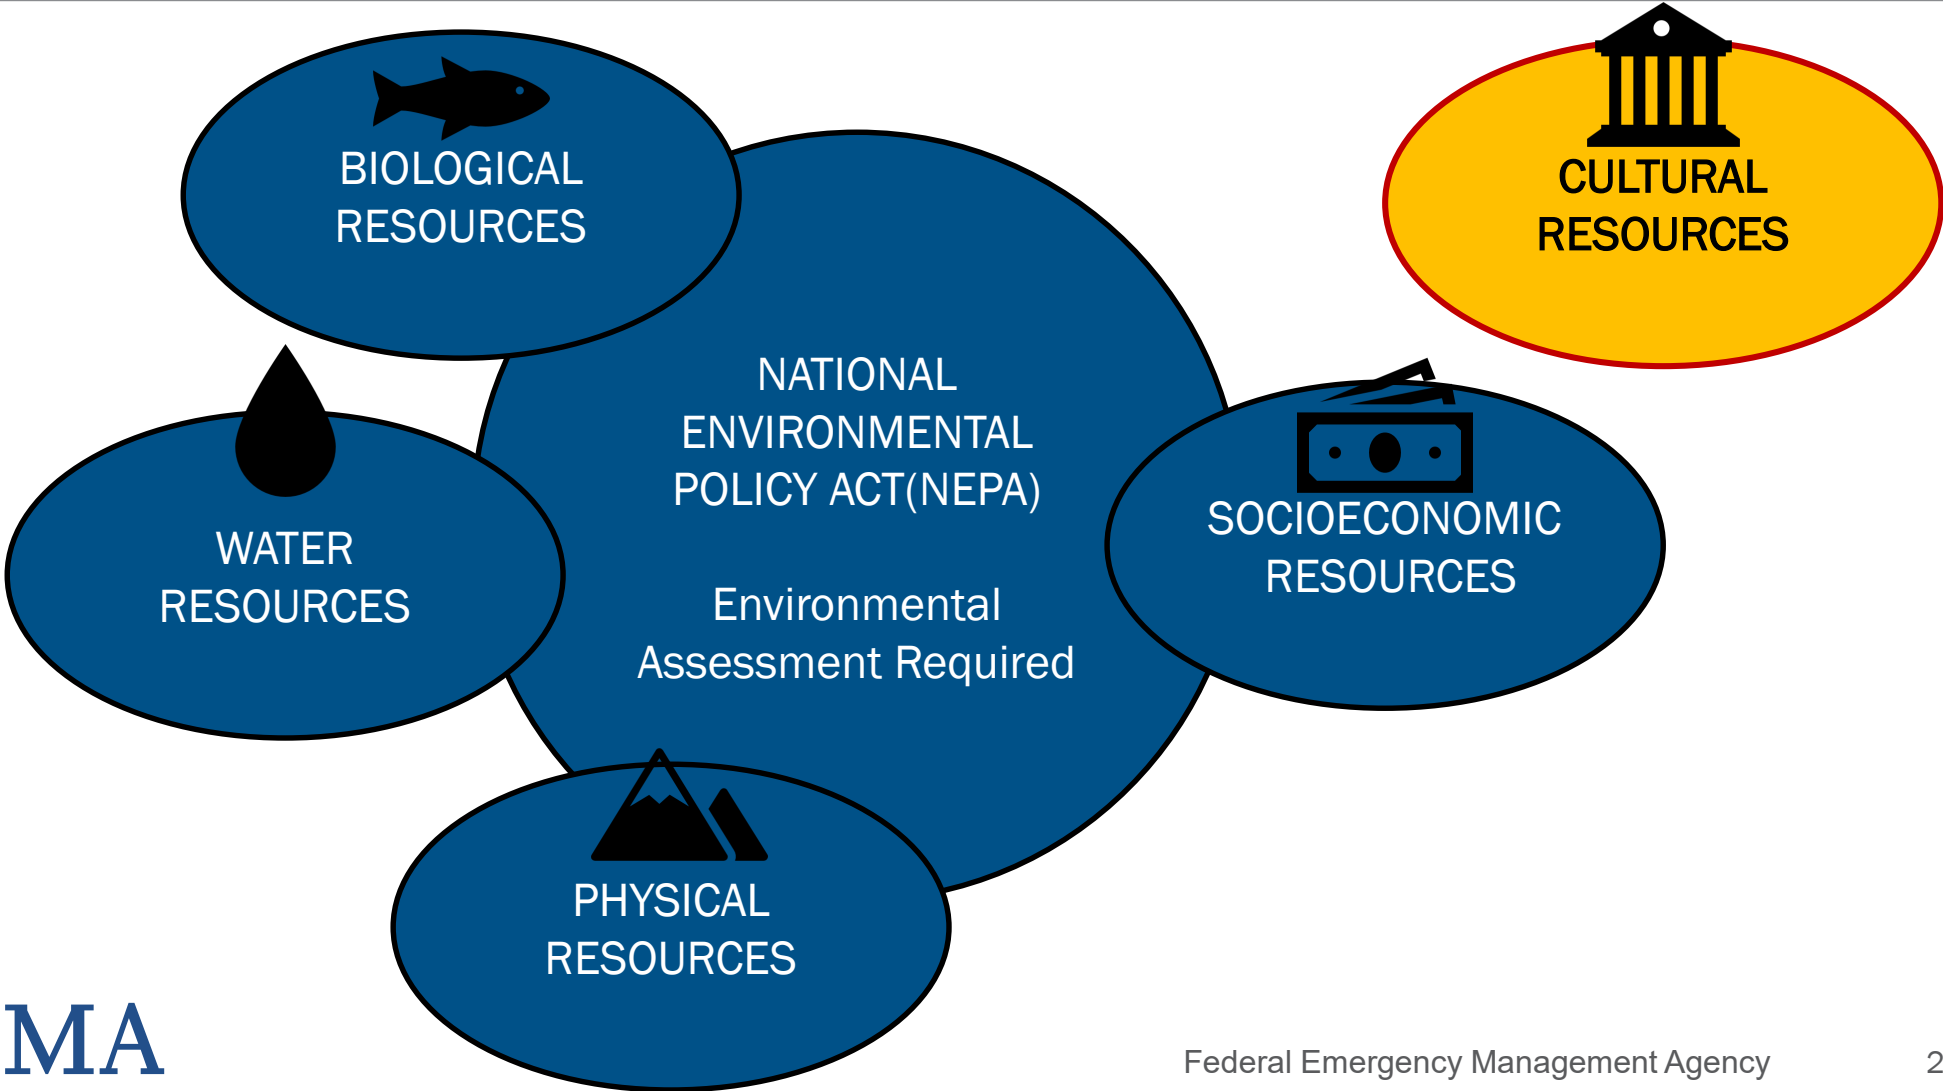 BIOLOGICAL
RESOURCES
CULTURAL
RESOURCES
NATIONAL
ENVIRONMENTAL
POLICY ACT(NEPA)
Environmental
Assessment Required
SOCIOECONOMIC
RESOURCES
WATER
RESOURCES
PHYSICAL
RESOURCES
MA
Federal Emergency Management Agency
2